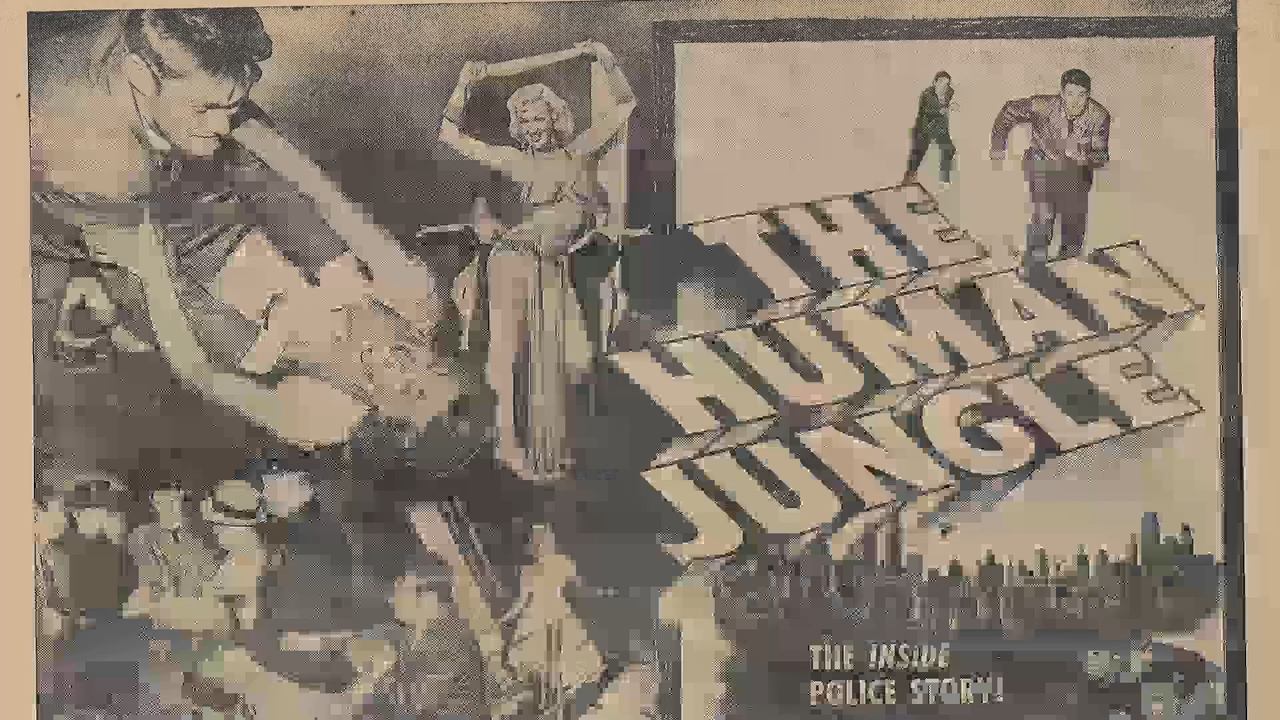 THE
HUMAN
JUNGLE
THE INSIDE
POLICE STORY!